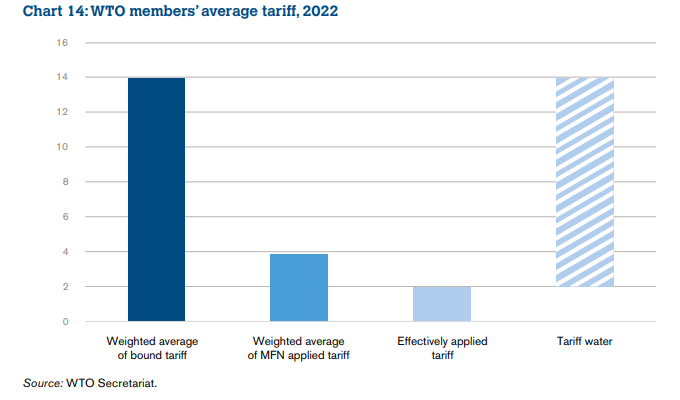 Chart 14: WTO members' average tariff, 2022
16
14
12
10
8
6
4
2
0
Weighted average
of bound tariff
Weighted average
of MFN applied tariff
Effectively applied
tariff
Tariff water
Source: WTO Secretariat.